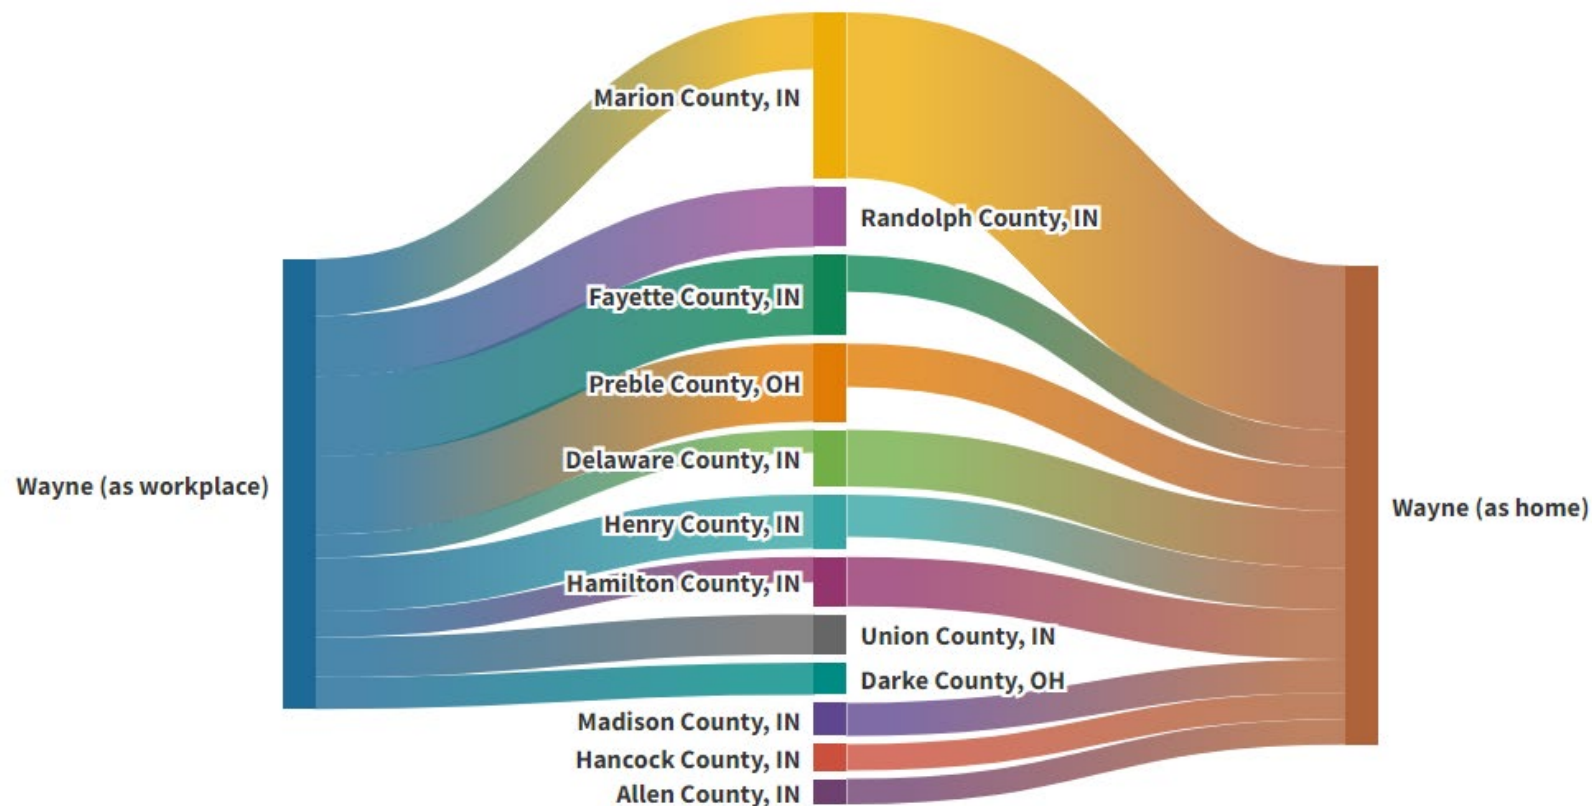 Marion County, IN
Randolph County, IN
Fayette County, IN
Preble County, OH
Delaware County, IN
Wayne (as workplace)
Wayne (as home)
Henry County, IN
Hamilton County, IN
Union County, IN
Darke County, OH
Madison County, IN
Hancock County, IN
Allen County, IN